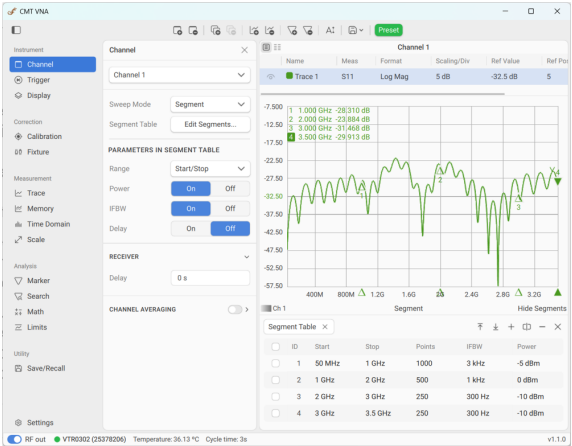 CMT VNA
Preset
Instrument
Channel
Trigger
Display
Correction
Calibration
Fixture
Measurement
Trace
Memory
Time Domain
Scale
Analysis
Marker
Search
Math
Limits
Utility
Save/Recall
Settings
Channel
Channel 1
Sweep Mode Segment
Segment Table Edit Segments...
PARAMETERS IN SEGMENT TABLE
Range Start/Stop
Power On Off
IFBW On Off
Delay On Off
RECEIVER
Delay 0 s
CHANNEL AVERAGING
Channel 1
Name Meas Format Scaling/Div Ref Value Ref Pos
Trace 1 S11 Log Mag 5 dB -32.5 dB 5
1 1.000 GHz -28.310 dB
2 2.000 GHz -23.884 dB
3 3.000 GHz -31.468 dB
4 3.500 GHz -29.913 dB
-7.500
-12.50
-17.50
-22.50
-27.50
-32.50
-37.50
-42.50
-47.50
-52.50
-57.50
1
2
3
4
400M 800M 1.2G 1.6G 2.4G 2.8G 3.2G
Ch 1 Segment Hide Segments
Segment Table
ID Start Stop Points IFBW Power
1 50 MHz 1 GHz 1000 3 kHz -5 dBm
2 1 GHz 2 GHz 500 1 kHz 0 dBm
3 2 GHz 3 GHz 250 300 Hz -10 dBm
4 3 GHz 3.5 GHz 250 300 Hz -10 dBm
RF out VTR0302 (25378206) Temperature: 36.13 °C Cycle time: 3s v1.1.0